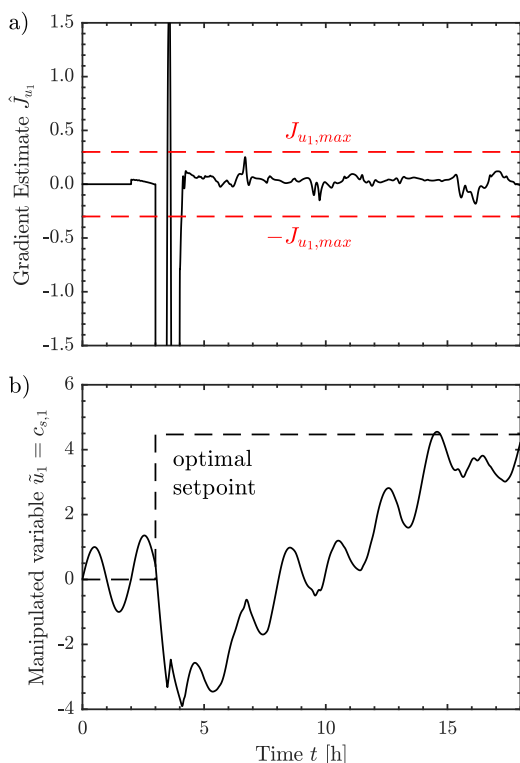 a)
Gradient Estimate Ĵ_{u_1}
1.5
1.0
0.5
0.0
-0.5
-1.0
-1.5
J_{u_1,max}
−J_{u_1,max}
b)
Manipulated variable ũ_1 = c_{s,1}
6
4
2
0
-2
-4
optimal
setpoint
0
5
10
15
Time t [h]